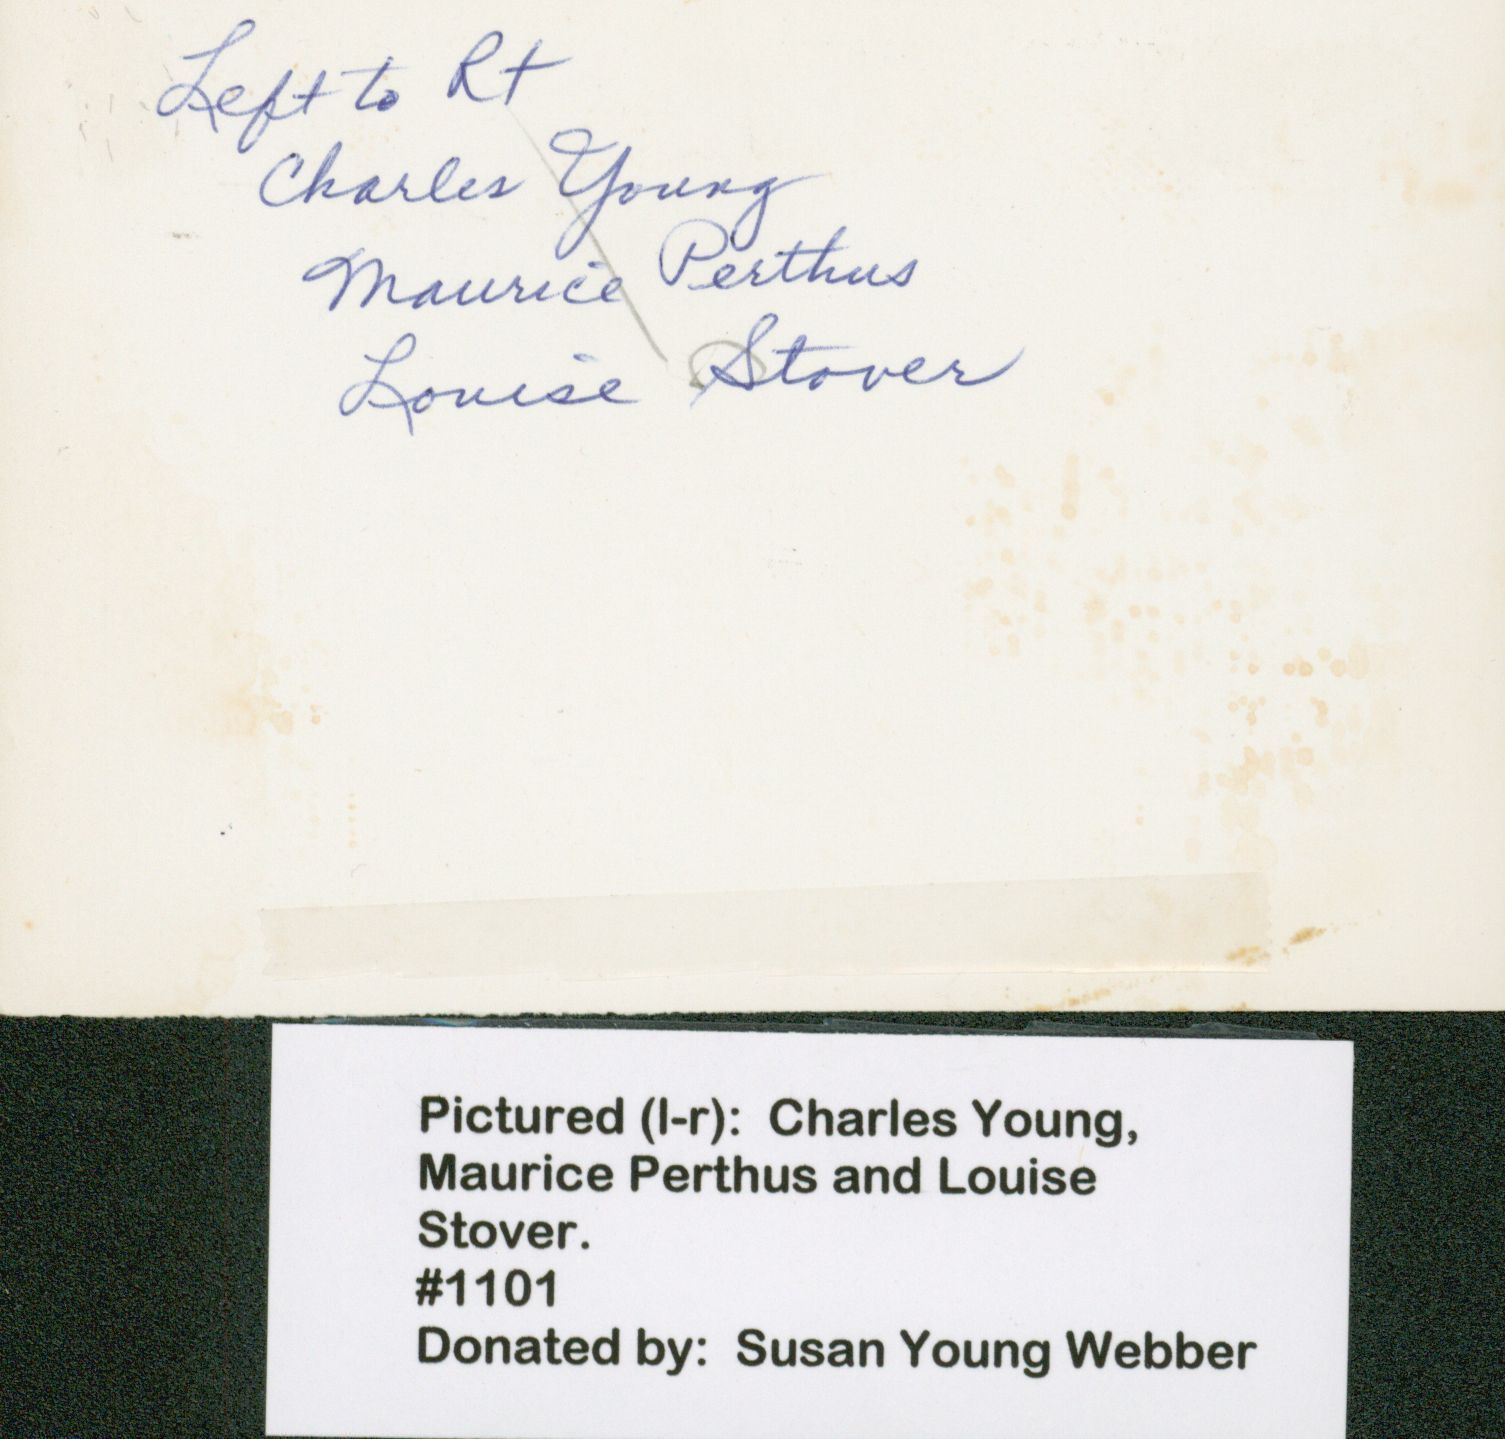 Left to Rt
Charles Young
Maurice Perthus
Louise Stover
Pictured (l-r): Charles Young,
Maurice Perthus and Louise
Stover.
#1101
Donated by: Susan Young Webber